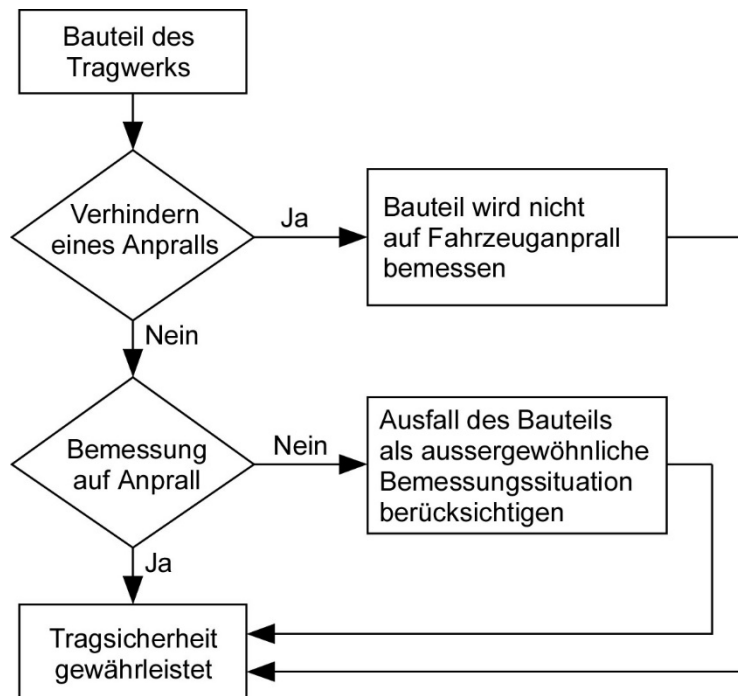 Bauteil des
Tragwerks
Verhindern
eines Anpralls
Ja
Bauteil wird nicht
auf Fahrzeuganprall
bemessen
Nein
Bemessung
auf Anprall
Nein
Ausfall des Bauteils
als aussergewöhnliche
Bemessungssituation
berücksichtigen
Ja
Tragsicherheit
gewährleistet